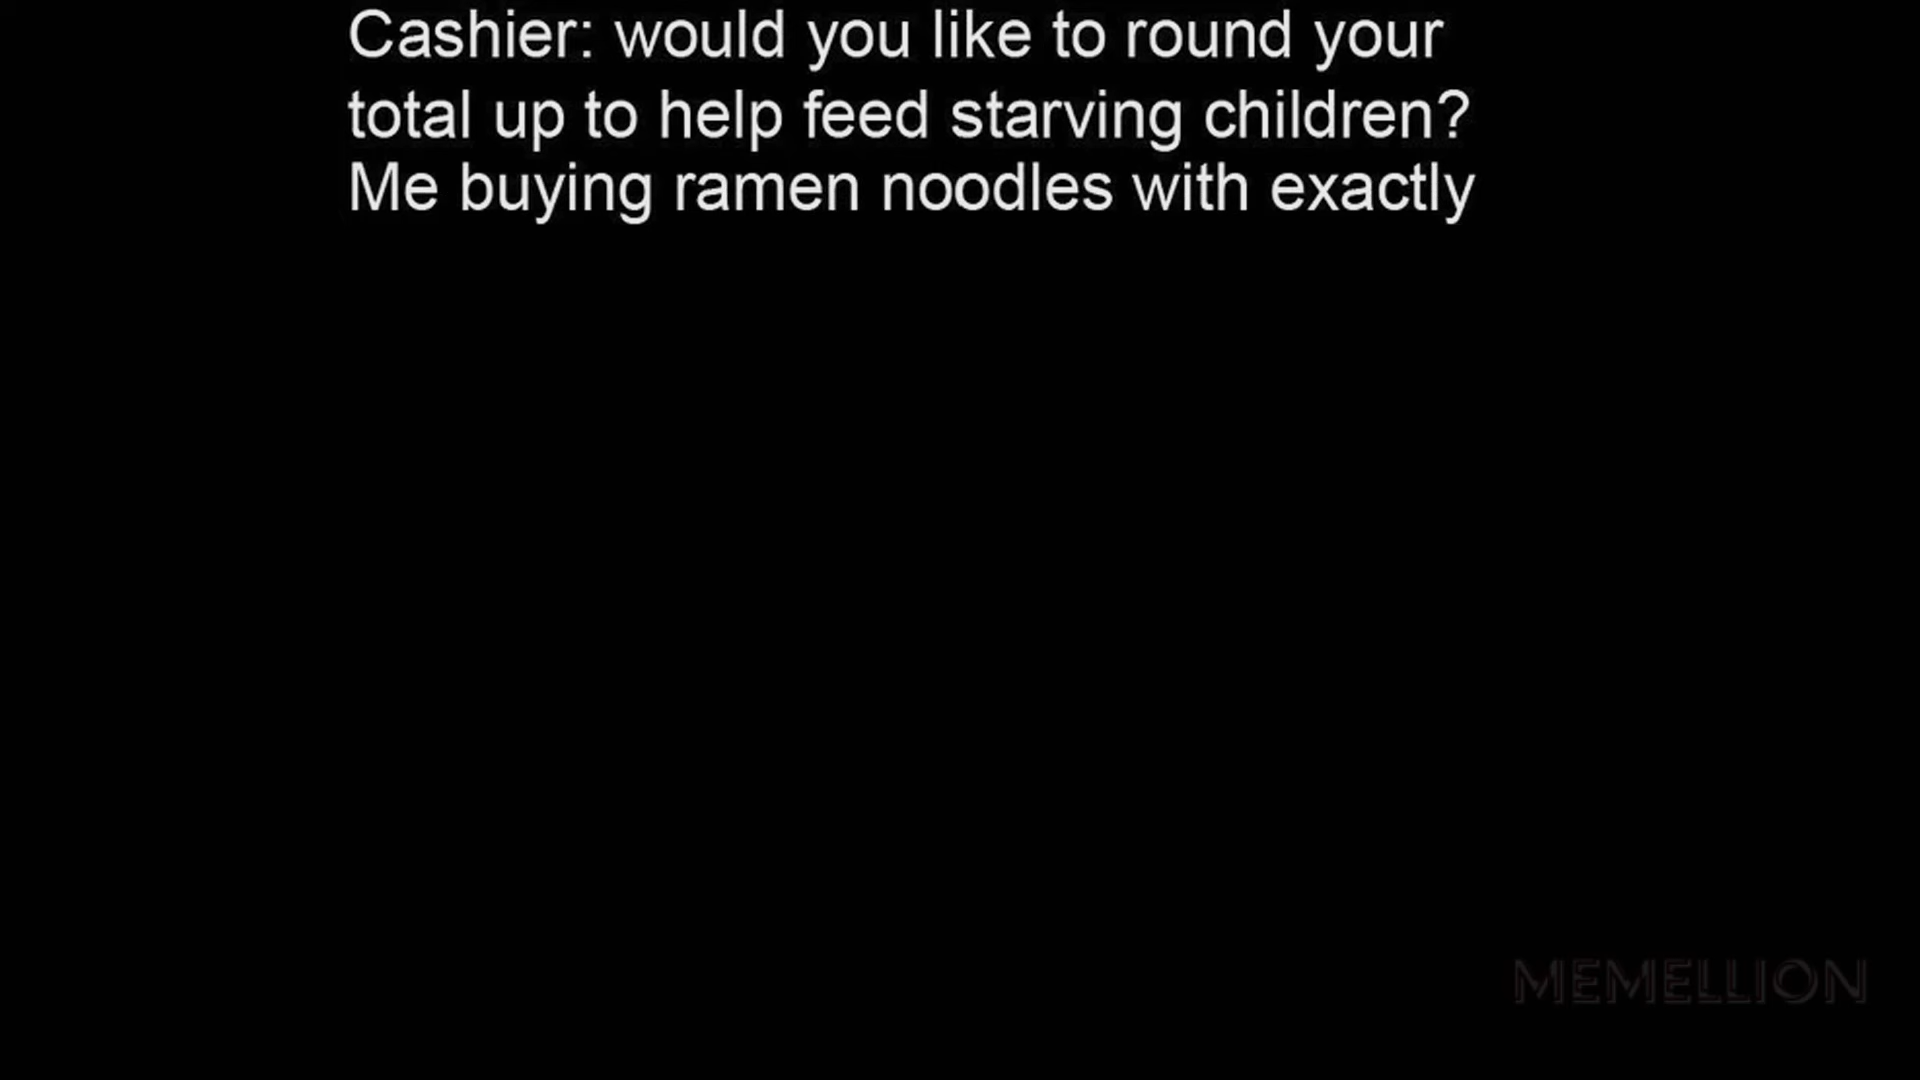 Cashier: would you like to round your
total up to help feed starving children?
Me buying ramen noodles with exactly
MEMELLION